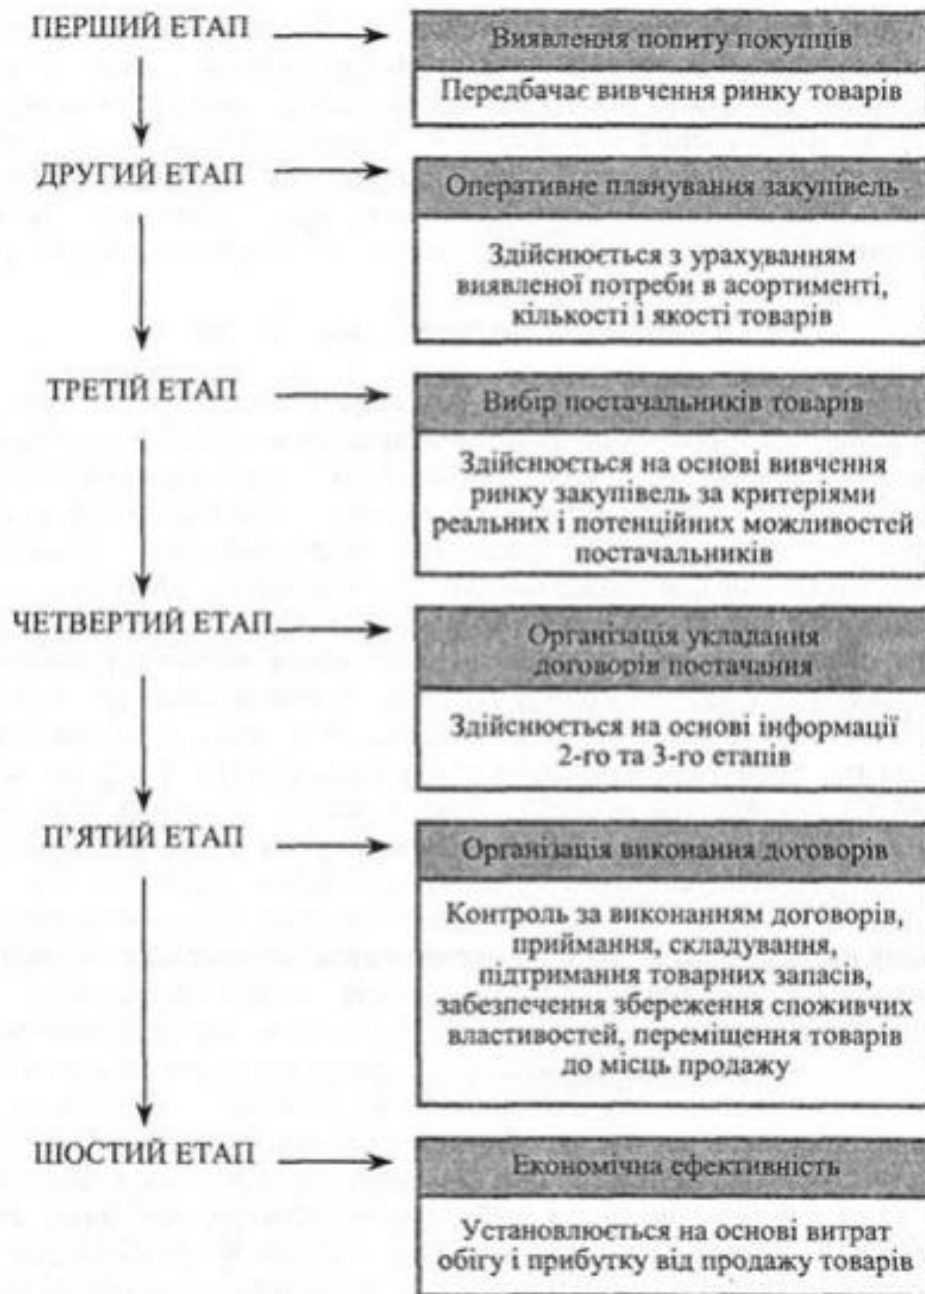 ПЕРШИЙ ЕТАП
Виявлення попиту покупців
Передбачає вивчення ринку товарів
ДРУГИЙ ЕТАП
Оперативне планування закупівель
Здійснюється з урахуванням
виявленої потреби в асортименті,
кількості і якості товарів
ТРЕТІЙ ЕТАП
Вибір постачальників товарів
Здійснюється на основі вивчення
ринку закупівель за критеріями
реальних і потенційних можливостей
постачальників
ЧЕТВЕРТИЙ ЕТАП
Організація укладання
договорів постачання
Здійснюється на основі інформації
2-го та 3-го етапів
П’ЯТИЙ ЕТАП
Організація виконання договорів
Контроль за виконанням договорів,
приймання, складування,
підтримання товарних запасів,
забезпечення збереження споживчих
властивостей, переміщення товарів
до місць продажу
ШОСТИЙ ЕТАП
Економічна ефективність
Установлюється на основі витрат
обігу і прибутку від продажу товарів